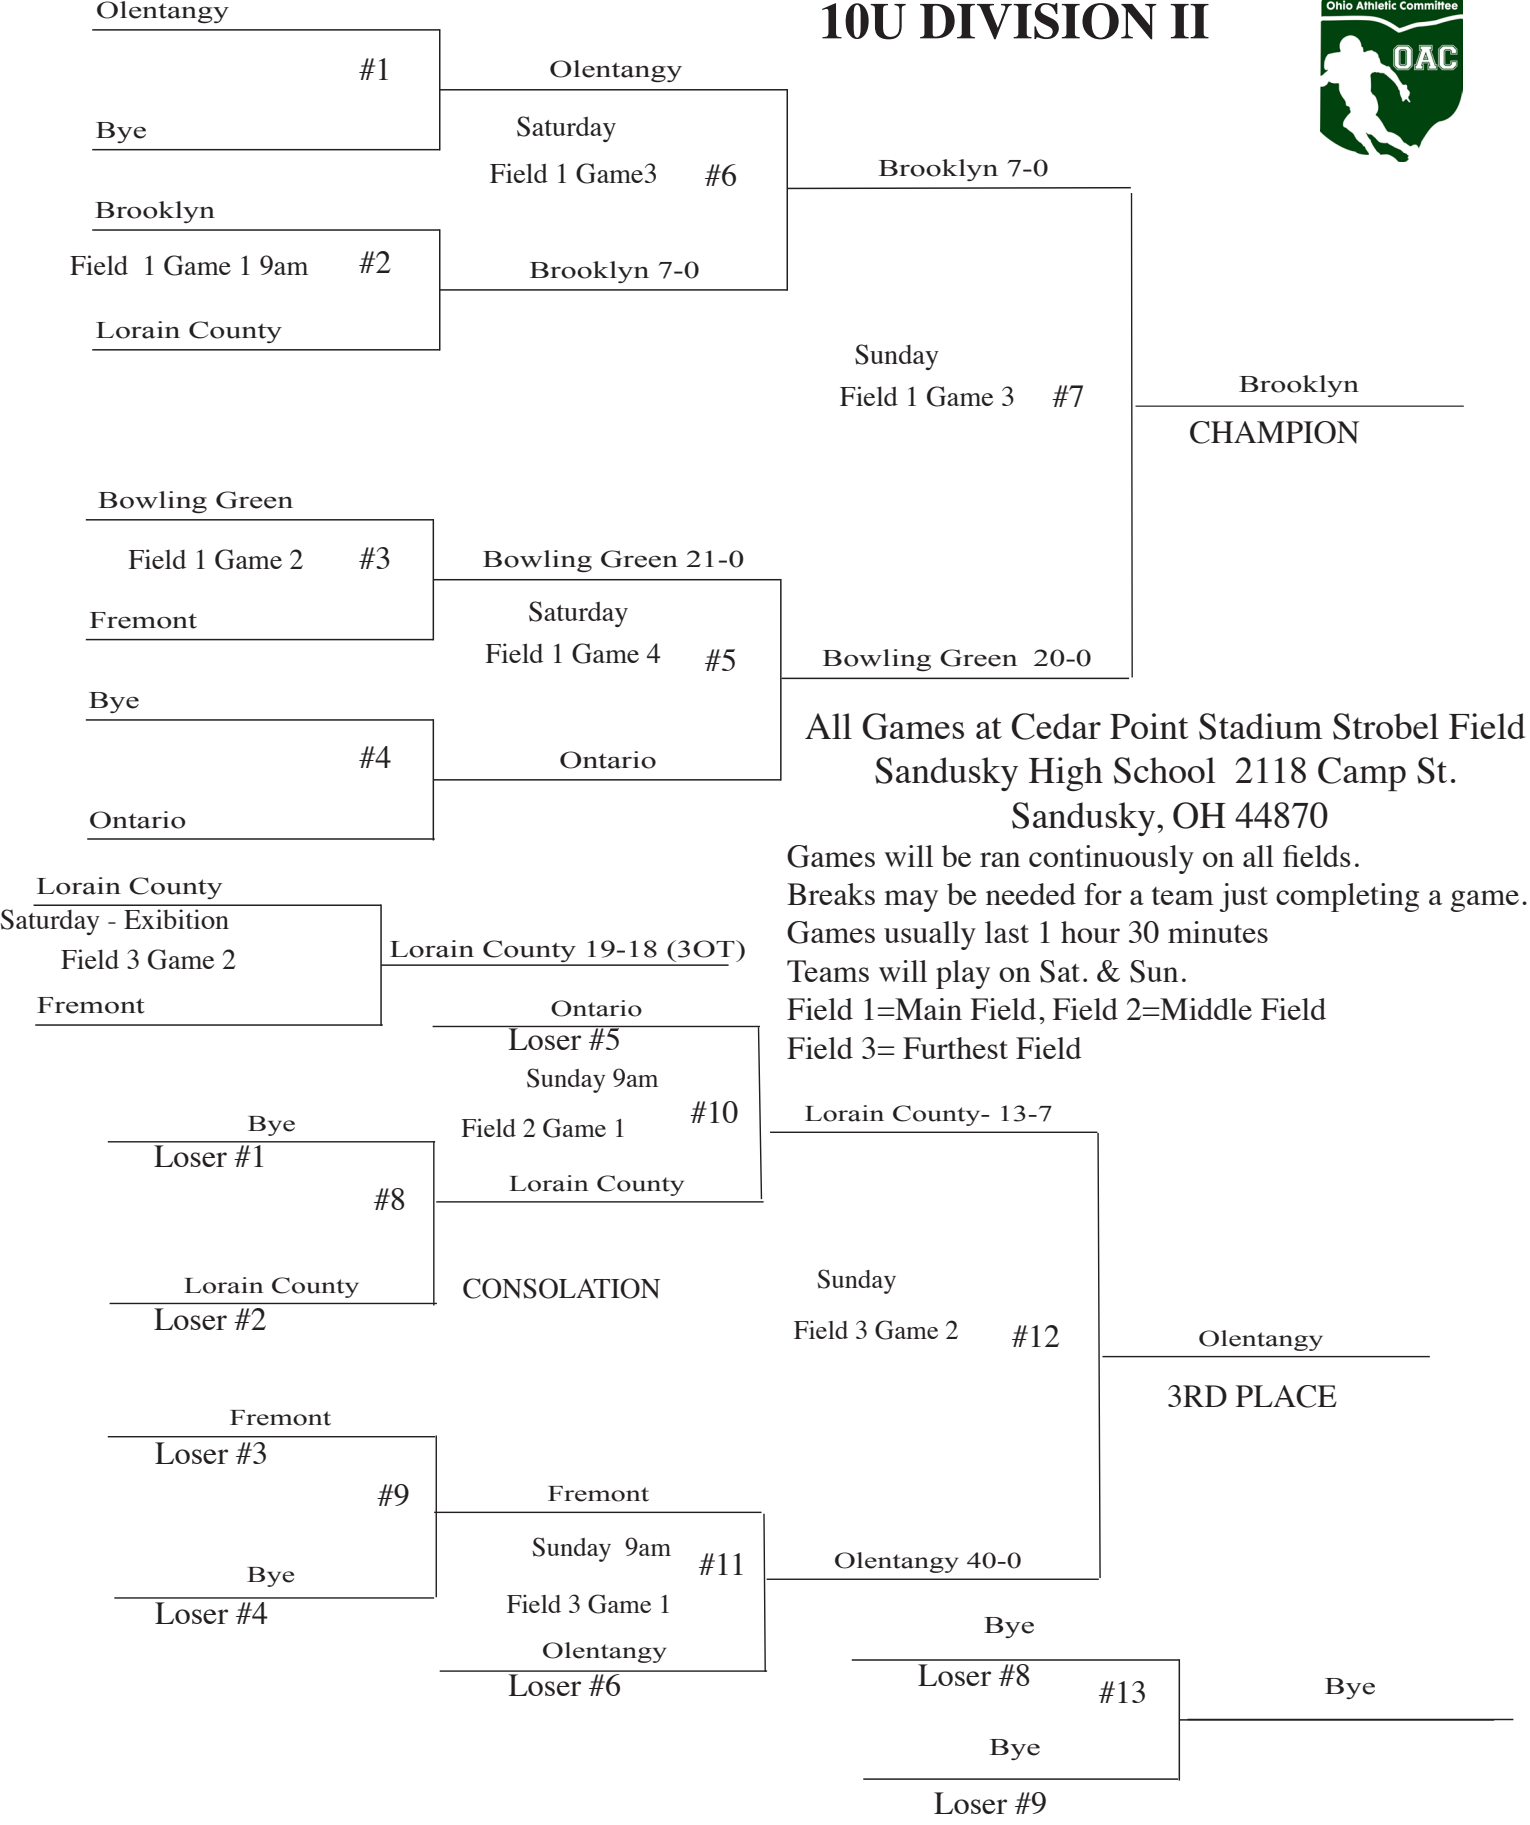 Olentangy
10U DIVISION II
Ohio Athletic Committee
OAC
#1
Olentangy
Bye
Saturday
Field 1 Game3 #6
Brooklyn 7-0
Brooklyn
Field 1 Game 1 9am #2
Brooklyn 7-0
Lorain County
Sunday
Field 1 Game 3 #7
Brooklyn
CHAMPION
Bowling Green
Field 1 Game 2 #3
Bowling Green 21-0
Fremont
Saturday
Field 1 Game 4 #5
Bowling Green 20-0
Bye
#4
Ontario
Ontario
All Games at Cedar Point Stadium Strobel Field
Sandusky High School 2118 Camp St.
Sandusky, OH 44870
Games will be ran continuously on all fields.
Breaks may be needed for a team just completing a game.
Games usually last 1 hour 30 minutes
Teams will play on Sat. & Sun.
Field 1=Main Field, Field 2=Middle Field
Field 3= Furthest Field
Lorain County
Saturday - Exibition
Field 3 Game 2
Lorain County 19-18 (3OT)
Fremont
Ontario
Loser #5
Sunday 9am
Field 2 Game 1 #10
Lorain County- 13-7
Bye
Loser #1
#8
Lorain County
Lorain County
Loser #2
CONSOLATION
Sunday
Field 3 Game 2 #12
Olentangy
3RD PLACE
Fremont
Loser #3
#9
Fremont
Bye
Loser #4
Sunday 9am
#11
Field 3 Game 1
Olentangy 40-0
Olentangy
Loser #6
Bye
Loser #8
#13
Bye
Bye
Loser #9